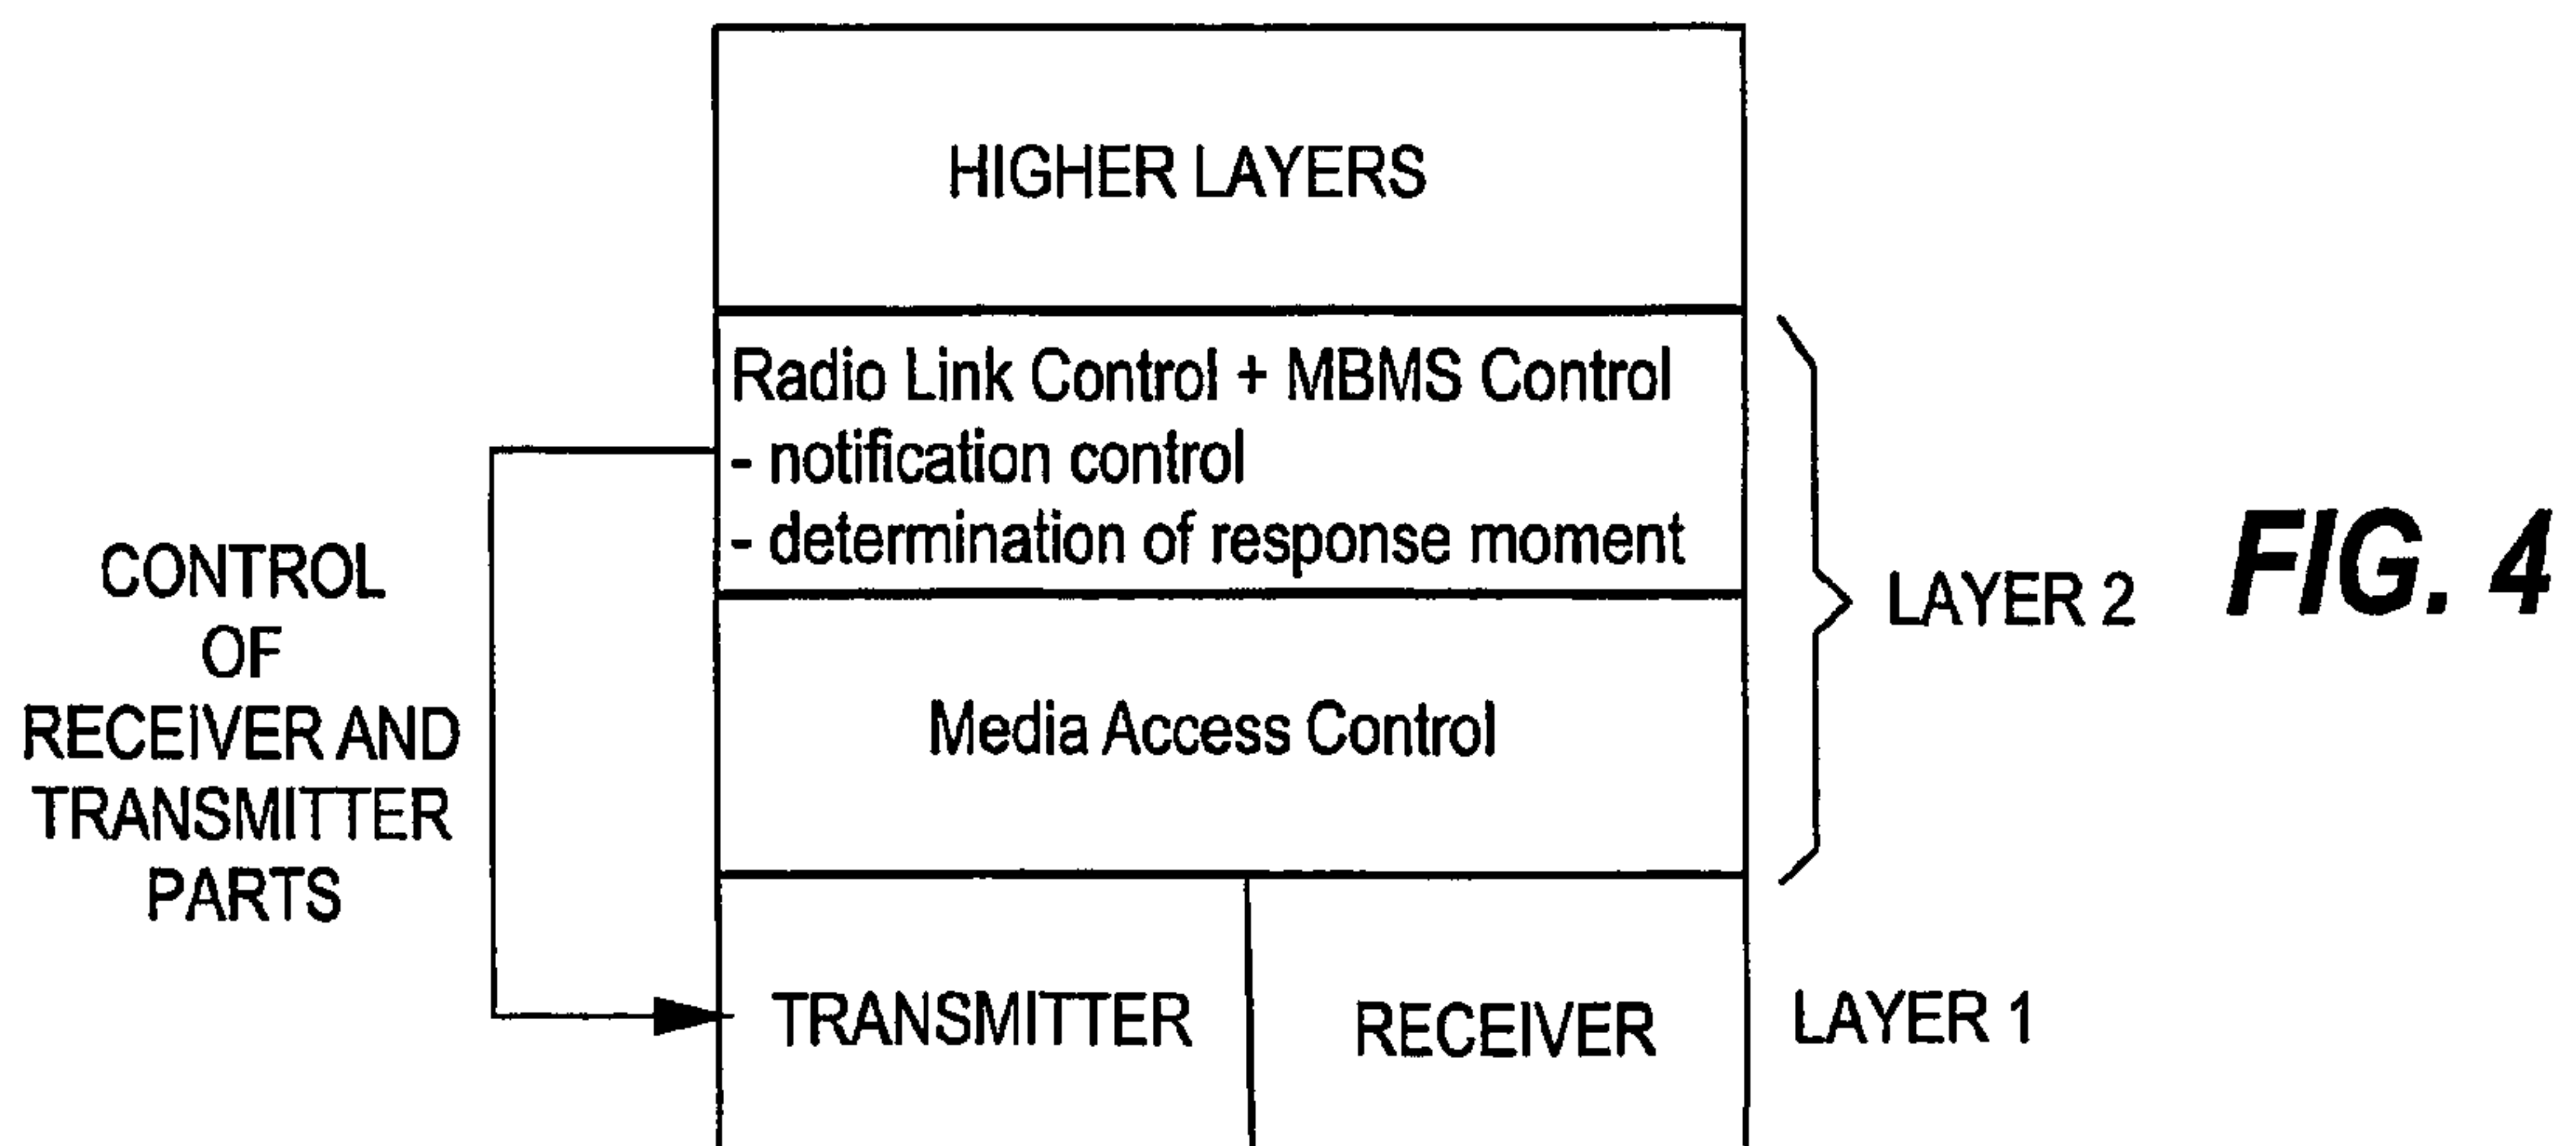 HIGHER LAYERS
Radio Link Control + MBMS Control
- notification control
- determination of response moment
CONTROL
OF
RECEIVER AND
TRANSMITTER
PARTS
Media Access Control
LAYER 2
FIG. 4
TRANSMITTER
RECEIVER
LAYER 1